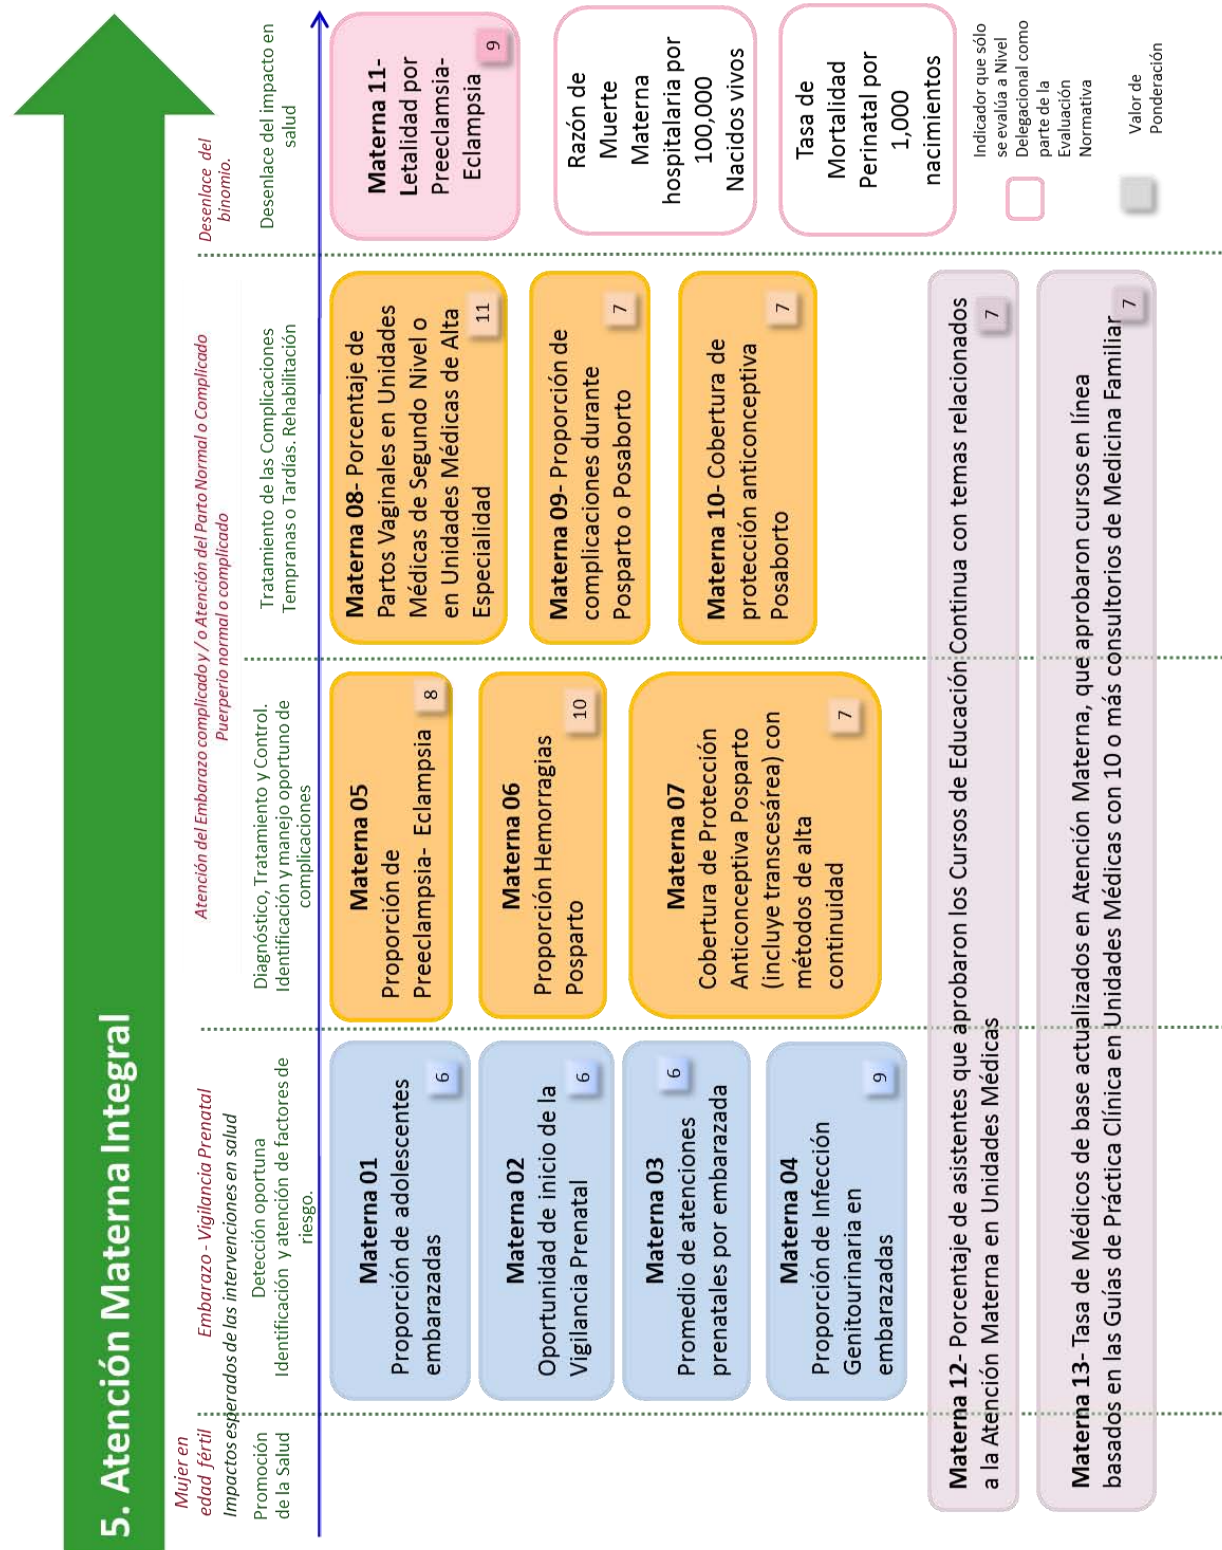 5. Atención Materna Integral
Mujer en
edad fértil
Embarazo - Vigilancia Prenatal
Atención del Embarazo complicado y / o Atención del Parto Normal o Complicado
Puerperio normal o complicado
Desenlace del
binomio.
Impactos esperados de las intervenciones en salud
Promoción
de la Salud
Detección oportuna
Identificación y atención de factores de
riesgo.
Diagnóstico, Tratamiento y Control.
Identificación y manejo oportuno de
complicaciones
Tratamiento de las Complicaciones
Tempranas o Tardías. Rehabilitación
Desenlace del impacto en
salud
Materna 01
Proporción de adolescentes
embarazadas
6
Materna 02
Oportunidad de inicio de la
Vigilancia Prenatal
6
Materna 03
Promedio de atenciones
prenatales por embarazada
6
Materna 04
Proporción de Infección
Genitourinaria en
embarazadas
9
Materna 05
Proporción de
Preeclampsia- Eclampsia
8
Materna 06
Proporción Hemorragias
Posparto
10
Materna 07
Cobertura de Protección
Anticonceptiva Posparto
(incluye transcesárea) con
métodos de alta
continuidad
7
Materna 08- Porcentaje de
Partos Vaginales en Unidades
Médicas de Segundo Nivel o
en Unidades Médicas de Alta
Especialidad
11
Materna 09- Proporción de
complicaciones durante
Posparto o Posaborto
7
Materna 10- Cobertura de
protección anticonceptiva
Posaborto
7
Materna 11-
Letalidad por
Preeclamsia-
Eclampsia
9
Razón de
Muerte
Materna
hospitalaria por
100,000
Nacidos vivos
Tasa de
Mortalidad
Perinatal por
1,000
nacimientos
Materna 12- Porcentaje de asistentes que aprobaron los Cursos de Educación Continua con temas relacionados
a la Atención Materna en Unidades Médicas
7
Materna 13- Tasa de Médicos de base actualizados en Atención Materna, que aprobaron cursos en línea
basados en las Guías de Práctica Clínica en Unidades Médicas con 10 o más consultorios de Medicina Familiar
7
Indicador que sólo
se evalúa a Nivel
Delegacional como
parte de la
Evaluación
Normativa
Valor de
Ponderación